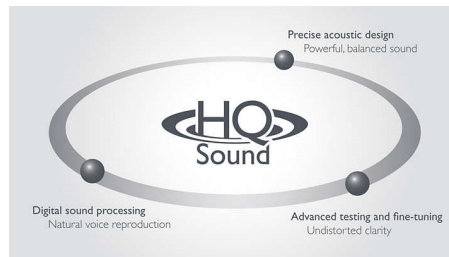 Precise acoustic design
Powerful, balanced sound
HQ
Sound
Digital sound processing
Natural voice reproduction
Advanced testing and fine-tuning
Undistorted clarity